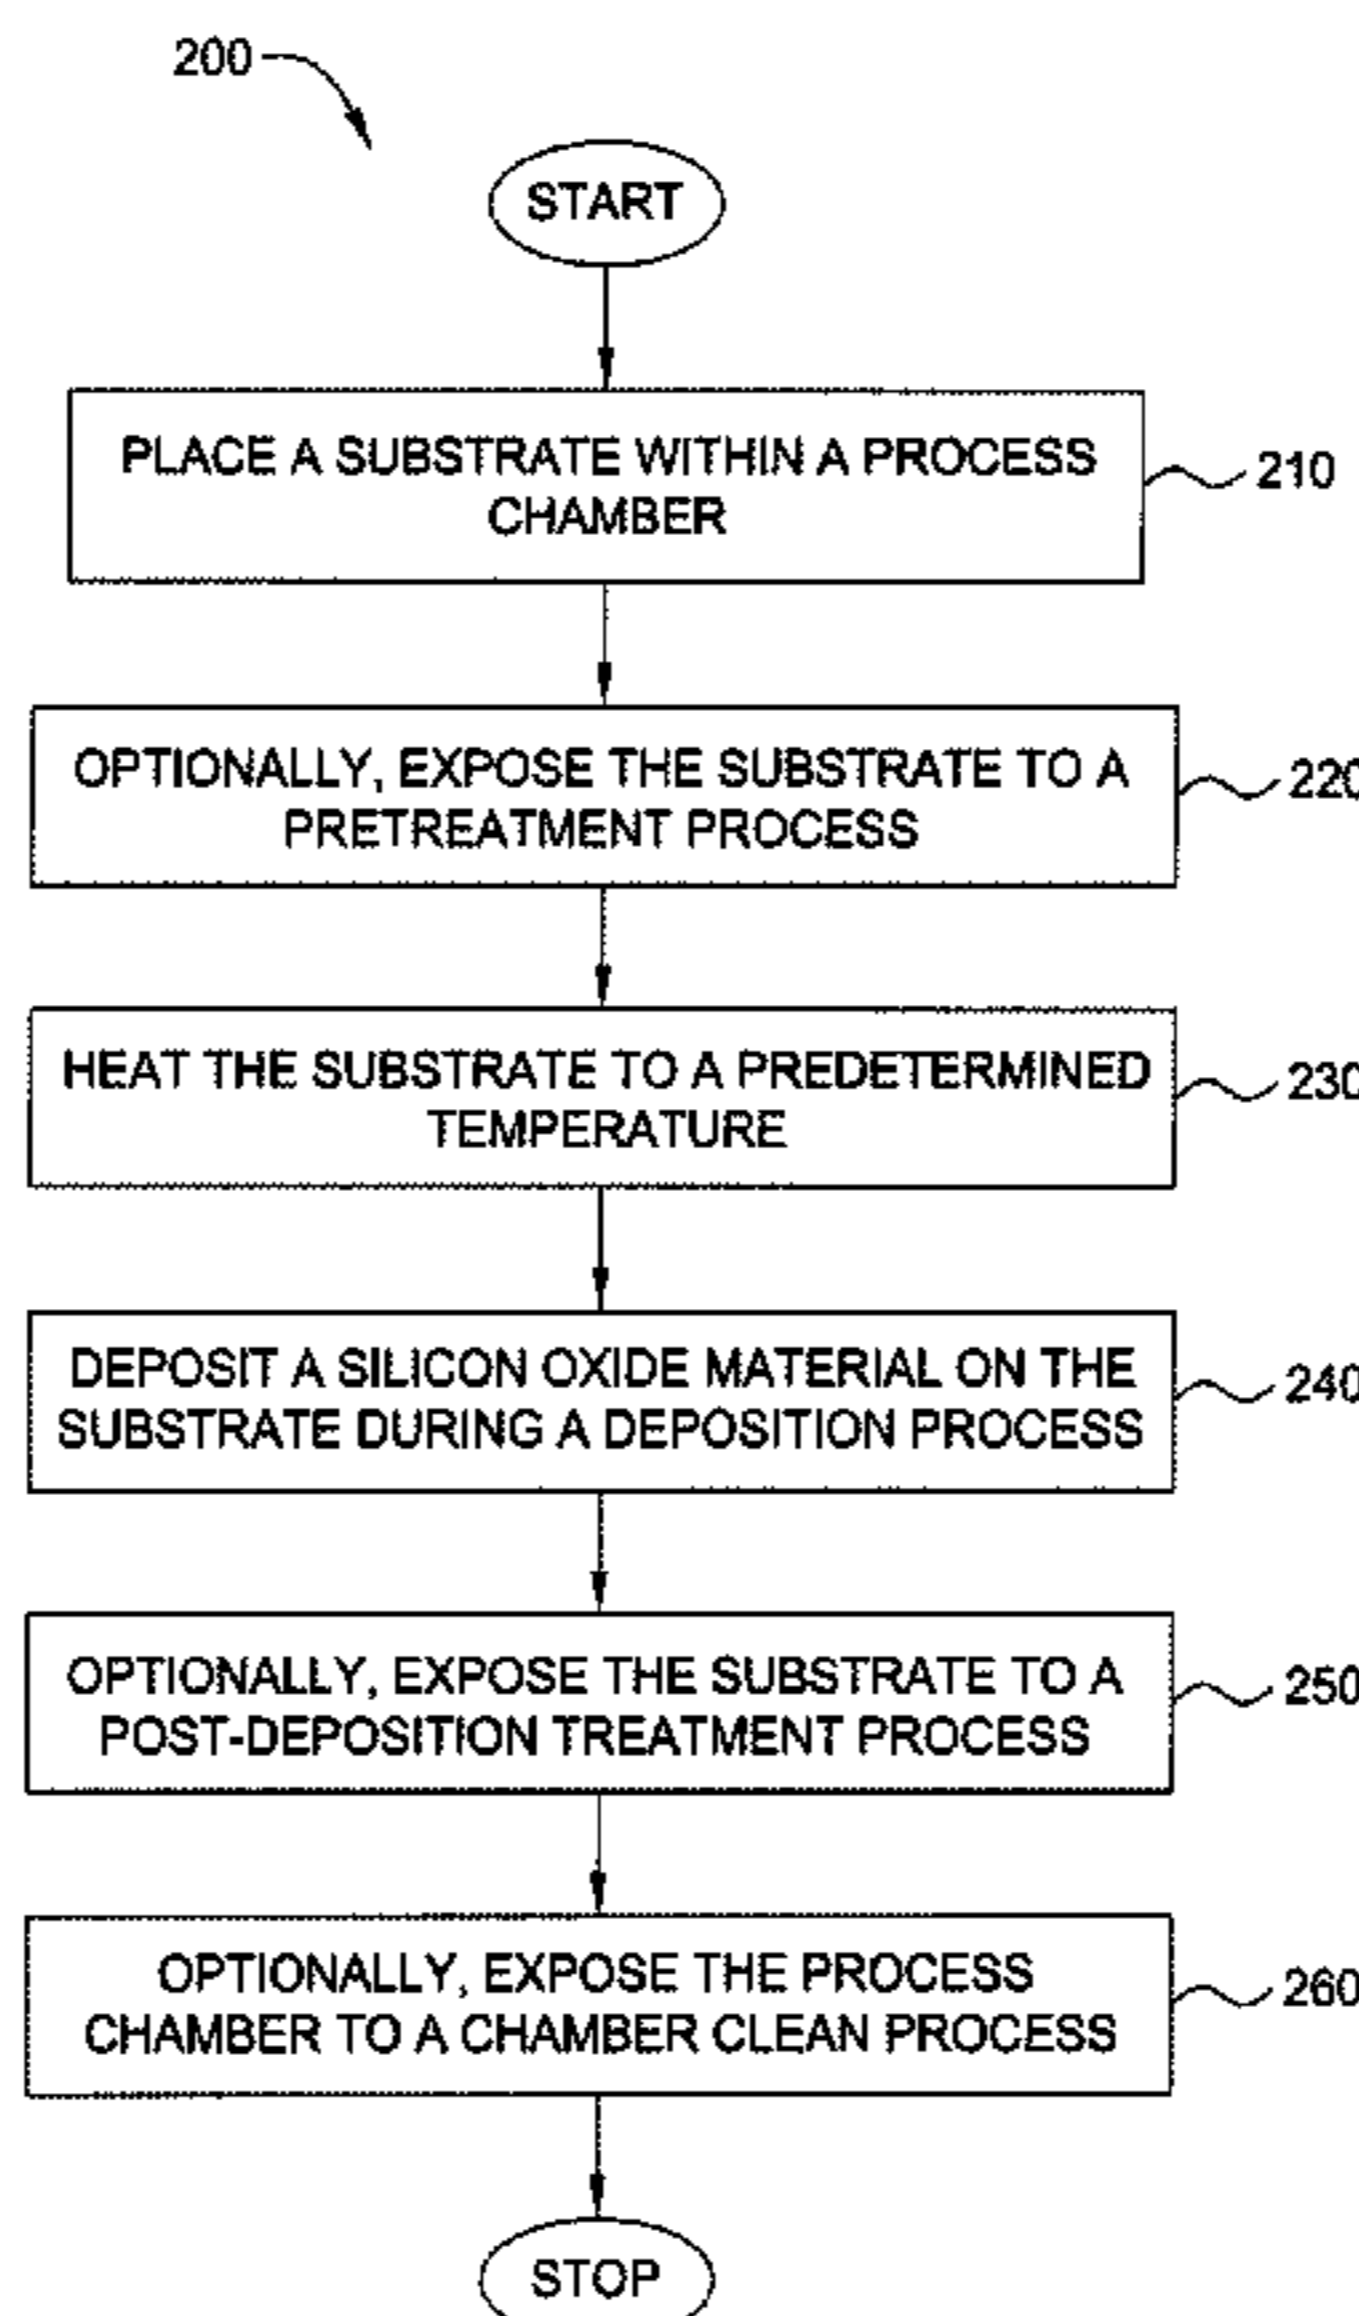 200
START
PLACE A SUBSTRATE WITHIN A PROCESS
CHAMBER
210
OPTIONALLY, EXPOSE THE SUBSTRATE TO A
PRETREATMENT PROCESS
220
HEAT THE SUBSTRATE TO A PREDETERMINED
TEMPERATURE
230
DEPOSIT A SILICON OXIDE MATERIAL ON THE
SUBSTRATE DURING A DEPOSITION PROCESS
240
OPTIONALLY, EXPOSE THE SUBSTRATE TO A
POST-DEPOSITION TREATMENT PROCESS
250
OPTIONALLY, EXPOSE THE PROCESS
CHAMBER TO A CHAMBER CLEAN PROCESS
260
STOP